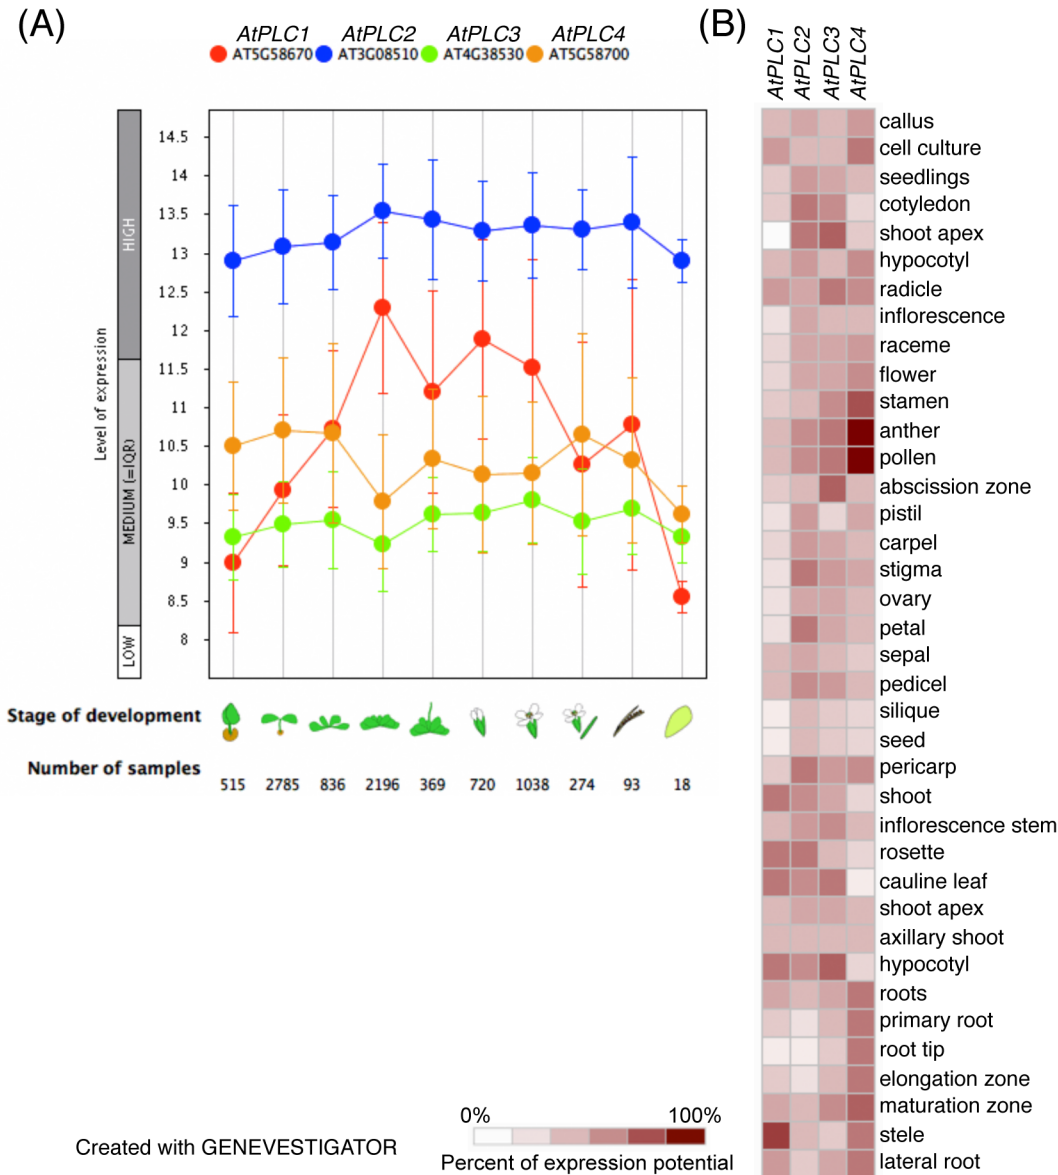 (A)
AtPLC1 AtPLC2 AtPLC3 AtPLC4
AT5G58670 AT3G08510 AT4G38530 AT5G58700
Level of expression
HIGH
MEDIUM (=IQR)
LOW
14.5
14
13.5
13
12.5
12
11.5
11
10.5
10
9.5
9
8.5
8
Stage of development
Number of samples
515 2785 836 2196 369 720 1038 274 93 18
(B)
AtPLC1 AtPLC2 AtPLC3 AtPLC4
callus
cell culture
seedlings
cotyledon
shoot apex
hypocotyl
radicle
inflorescence
raceme
flower
stamen
anther
pollen
abscission zone
pistil
carpel
stigma
ovary
petal
sepal
pedicel
silique
seed
pericarp
shoot
inflorescence stem
rosette
cauline leaf
shoot apex
axillary shoot
hypocotyl
roots
primary root
root tip
elongation zone
maturation zone
stele
lateral root
0% 100%
Percent of expression potential
Created with GENEVESTIGATOR